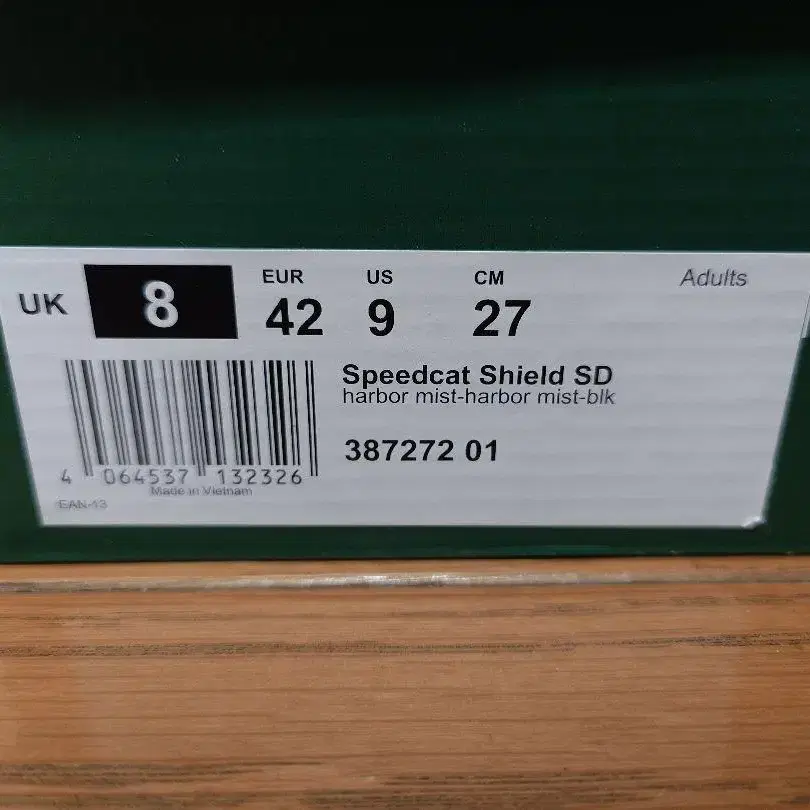 UK 8 EUR 42 US 9 CM 27 Adults
Speedcat Shield SD
harbor mist-harbor mist-blk
387272 01
4 064537 132326
Made in Vietnam
EAN-13